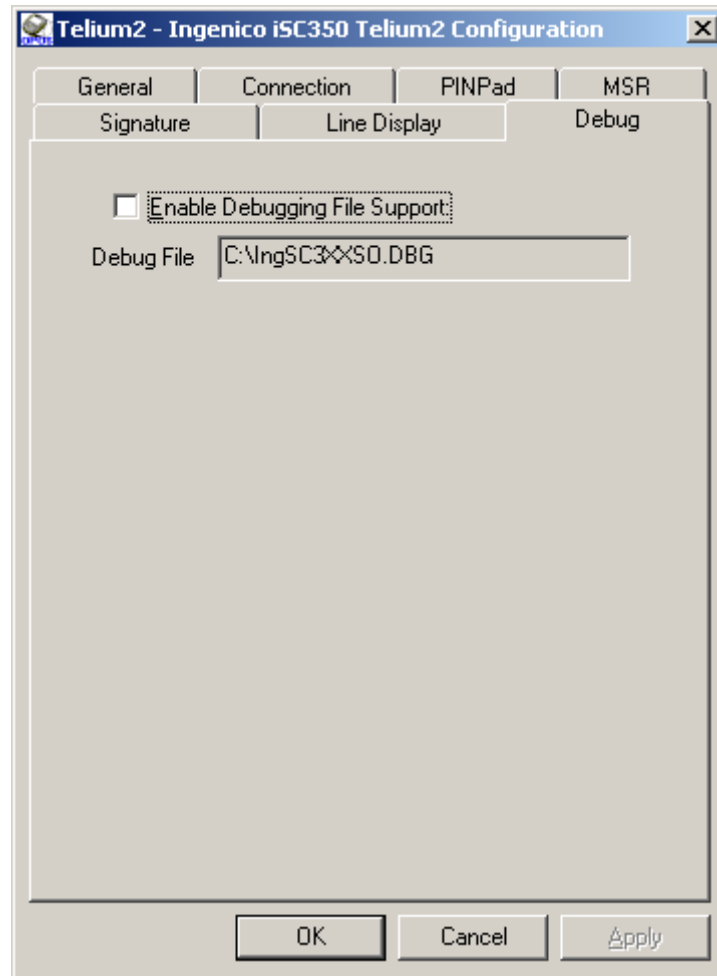 Telium2 - Ingenico iSC350 Telium2 Configuration
General Connection PINPad MSR
Signature Line Display Debug
Enable Debugging File Support:
Debug File C:\IngSC3XXSO.DBG
OK Cancel Apply